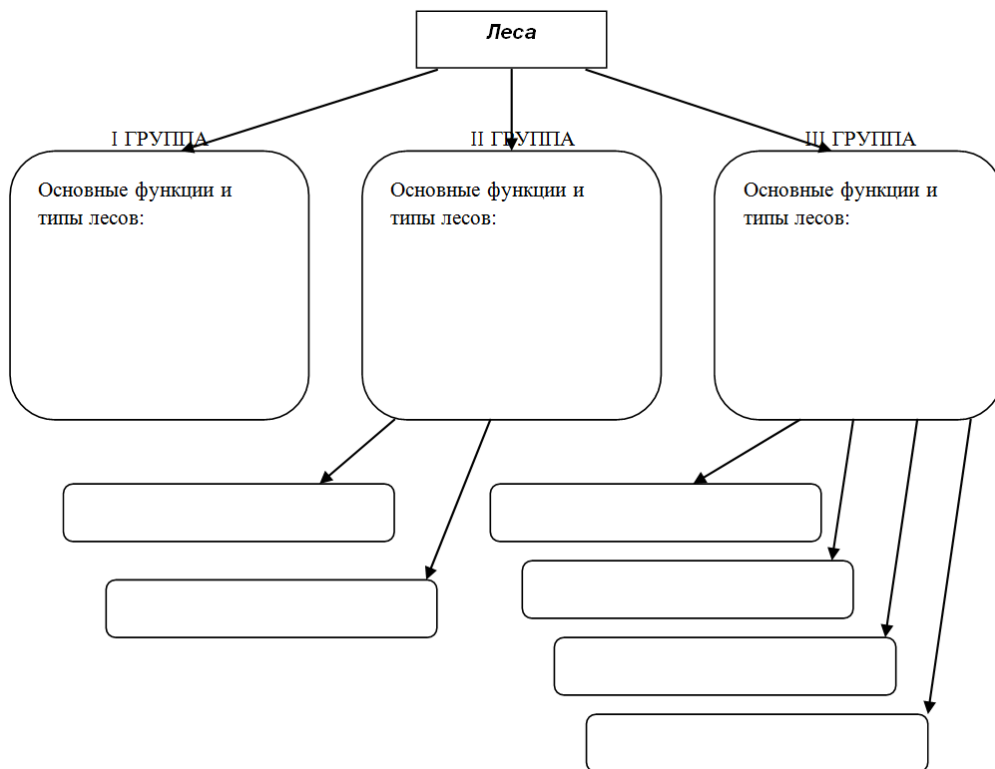 Леса
I ГРУППА
II ГРУППА
III ГРУППА
Основные функции и
типы лесов:
Основные функции и
типы лесов:
Основные функции и
типы лесов: